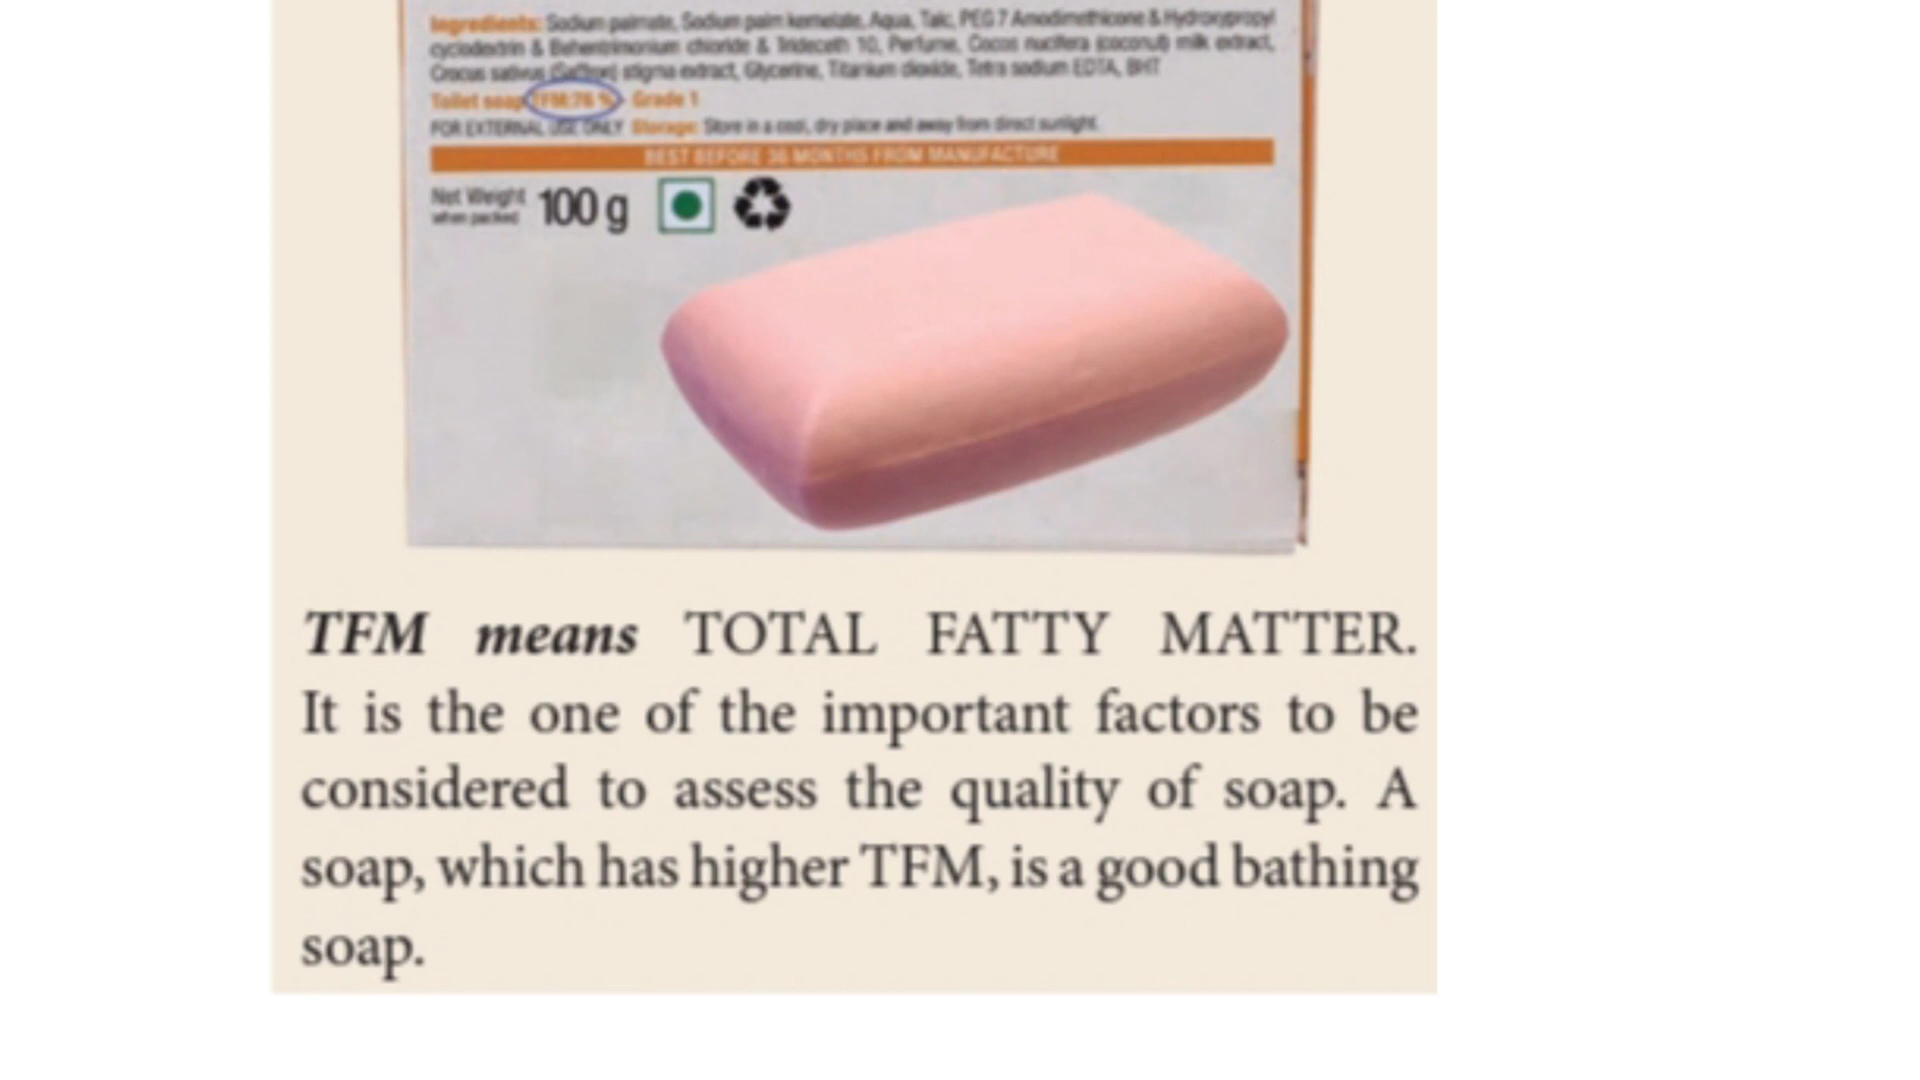 Ingredients: Sodium palmate, Sodium palm kernelate, Aqua, Talc, PEG 7 Amodimethicone & Hydroxypropyl
cyclodextrin & Behentrimonium chloride & Trideceth 10, Perfume, Cocos nucifera (coconut) milk extract,
Crocus sativus (Saffron) stigma extract, Glycerine, Titanium dioxide, Tetra sodium EDTA, BHT
Toilet soap TFM:76 % - Grade 1
FOR EXTERNAL USE ONLY Storage: Store in a cool, dry place and away from direct sunlight.
BEST BEFORE 36 MONTHS FROM MANUFACTURE
Net Weight 100 g
when packed
TFM means TOTAL FATTY MATTER.
It is the one of the important factors to be
considered to assess the quality of soap. A
soap, which has higher TFM, is a good bathing
soap.